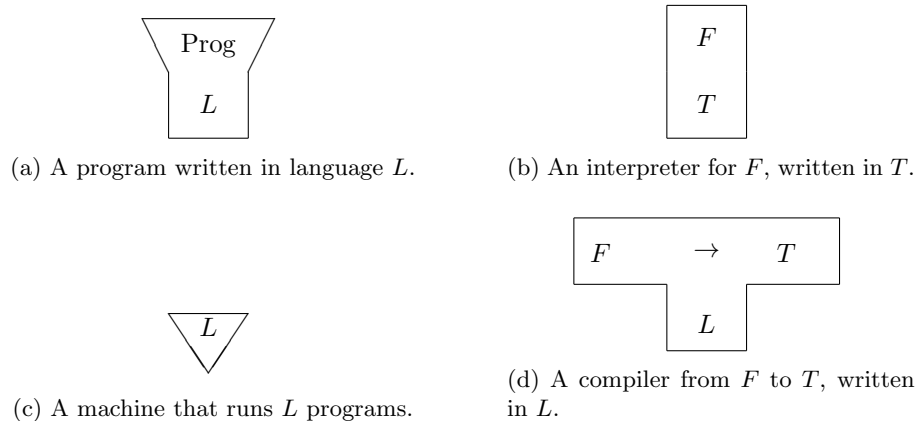 Prog
L
(a) A program written in language L.
F
T
(b) An interpreter for F, written in T.
L
(c) A machine that runs L programs.
F → T
L
(d) A compiler from F to T, written
in L.